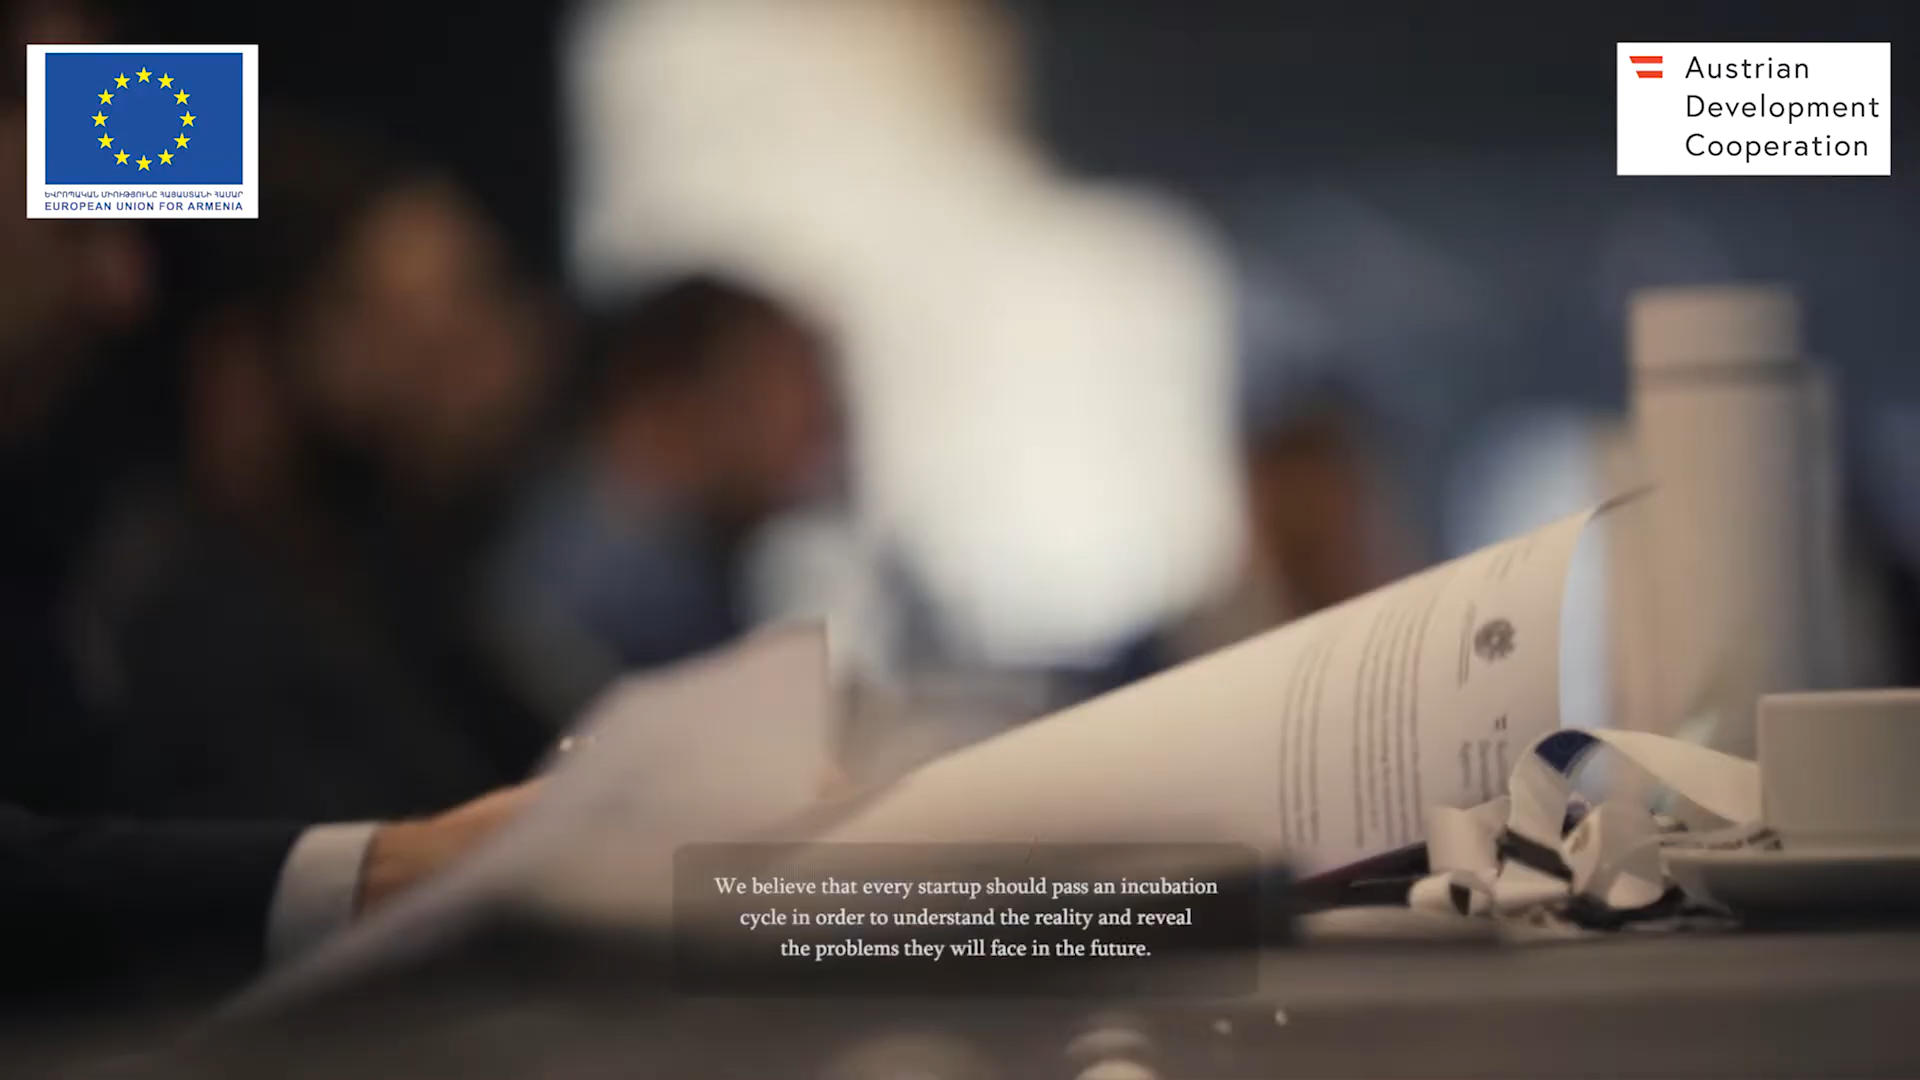 ԵՎՐՈՊԱԿԱՆ ՄԻՈՒԹՅՈՒՆԸ ՀԱՅԱՍՏԱՆԻ ՀԱՄԱՐ
EUROPEAN UNION FOR ARMENIA
Austrian
Development
Cooperation
We believe that every startup should pass an incubation
cycle in order to understand the reality and reveal
the problems they will face in the future.